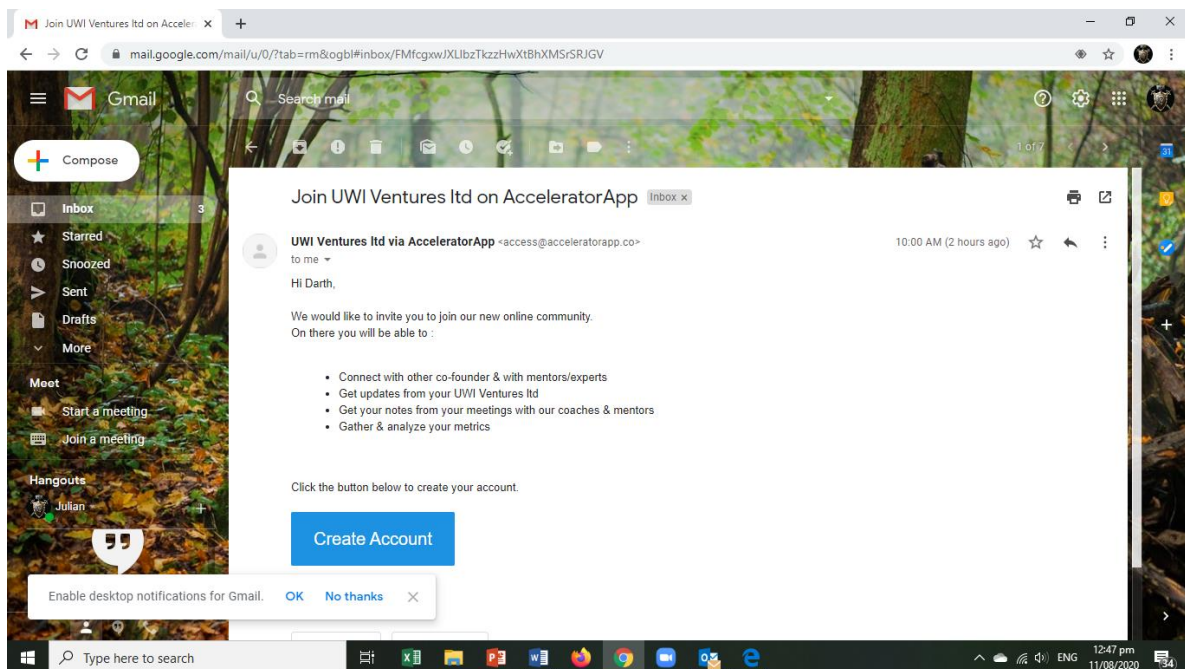 Join UWI Ventures ltd on Acceler
mail.google.com/mail/u/0/?tab=rm&ogbl#inbox/FMfcgxwJXLlbzTkzzHwXtBhXMSrSRJGV
Gmail
Search mail
Compose
1 of 7
31
Join UWI Ventures ltd on AcceleratorApp Inbox x
Inbox 3
Starred
Snoozed
Sent
Drafts
More
Meet
Start a meeting
Join a meeting
Hangouts
Julian
UWI Ventures ltd via AcceleratorApp <access@acceleratorapp.co> 10:00 AM (2 hours ago)
to me
Hi Darth,
We would like to invite you to join our new online community.
On there you will be able to :
• Connect with other co-founder & with mentors/experts
• Get updates from your UWI Ventures ltd
• Get your notes from your meetings with our coaches & mentors
• Gather & analyze your metrics
Click the button below to create your account.
Create Account
Enable desktop notifications for Gmail. OK No thanks
Type here to search
ENG
12:47 pm
11/08/2020
34